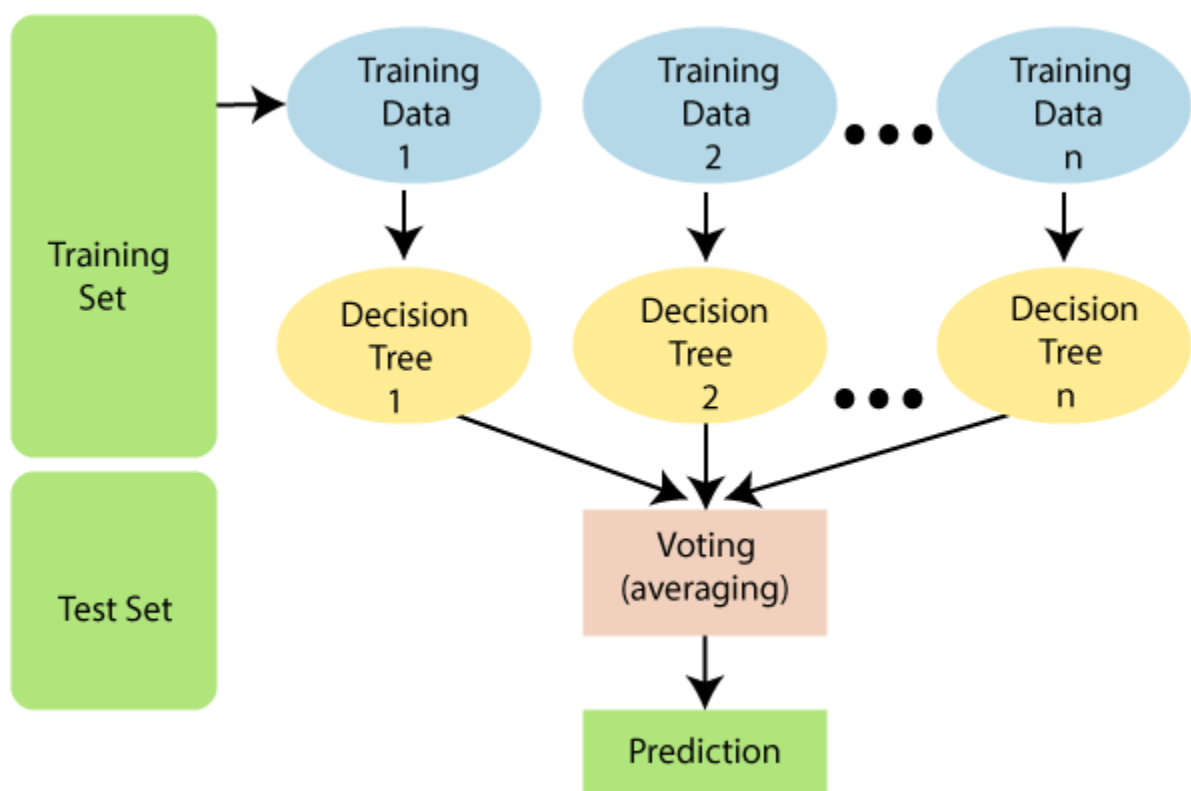 Training
Data
1
Training
Data
2
Training
Data
n
Training
Set
Decision
Tree
1
Decision
Tree
2
Decision
Tree
n
Voting
(averaging)
Test Set
Prediction